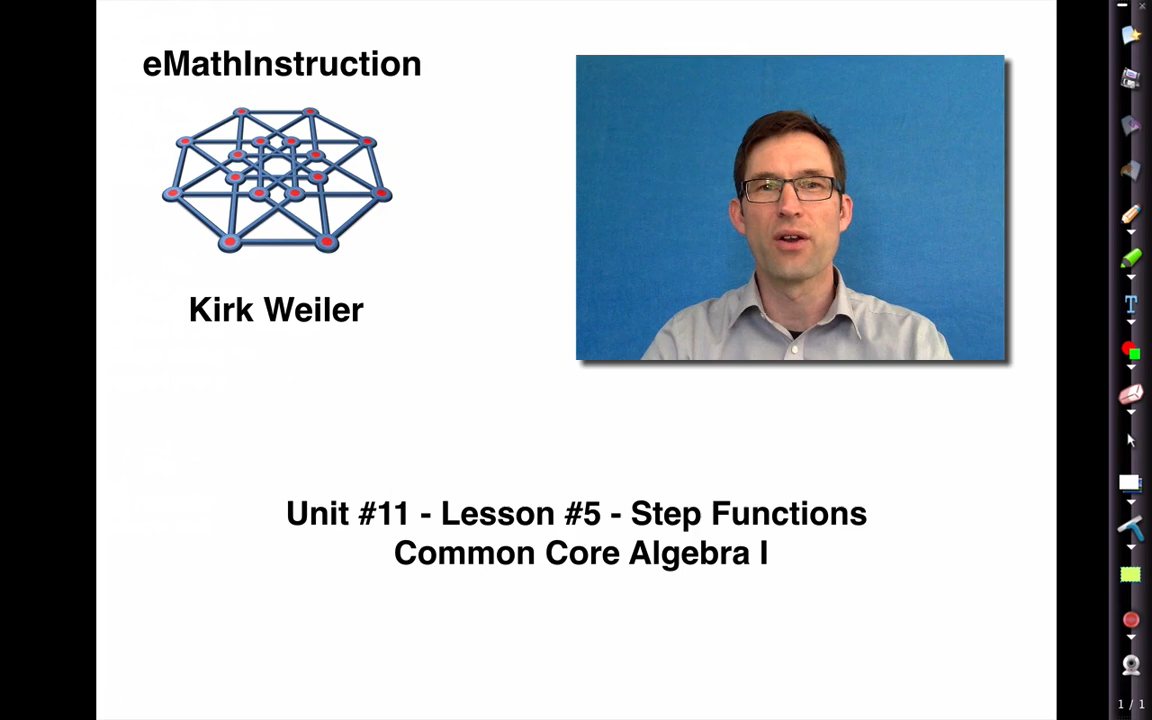 eMathInstruction
Kirk Weiler
Unit #11 - Lesson #5 - Step Functions
Common Core Algebra I
T
1 / 1